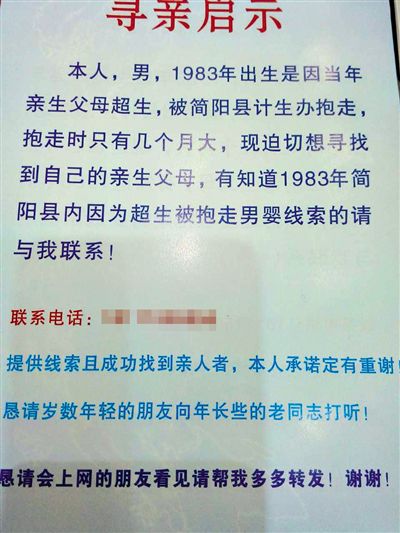 寻亲启示
本人，男，1983年出生是因当年
亲生父母超生，被简阳县计生办抱走，
抱走时只有几个月大，现迫切想寻找
到自己的亲生父母，有知道1983年简
阳县内因为超生被抱走男婴线索的请
与我联系！
联系电话：
提供线索且成功找到亲人者，本人承诺定有重谢！
恳请岁数年轻的朋友向年长些的老同志打听！
恳请会上网的朋友看见请帮我多多转发！谢谢！